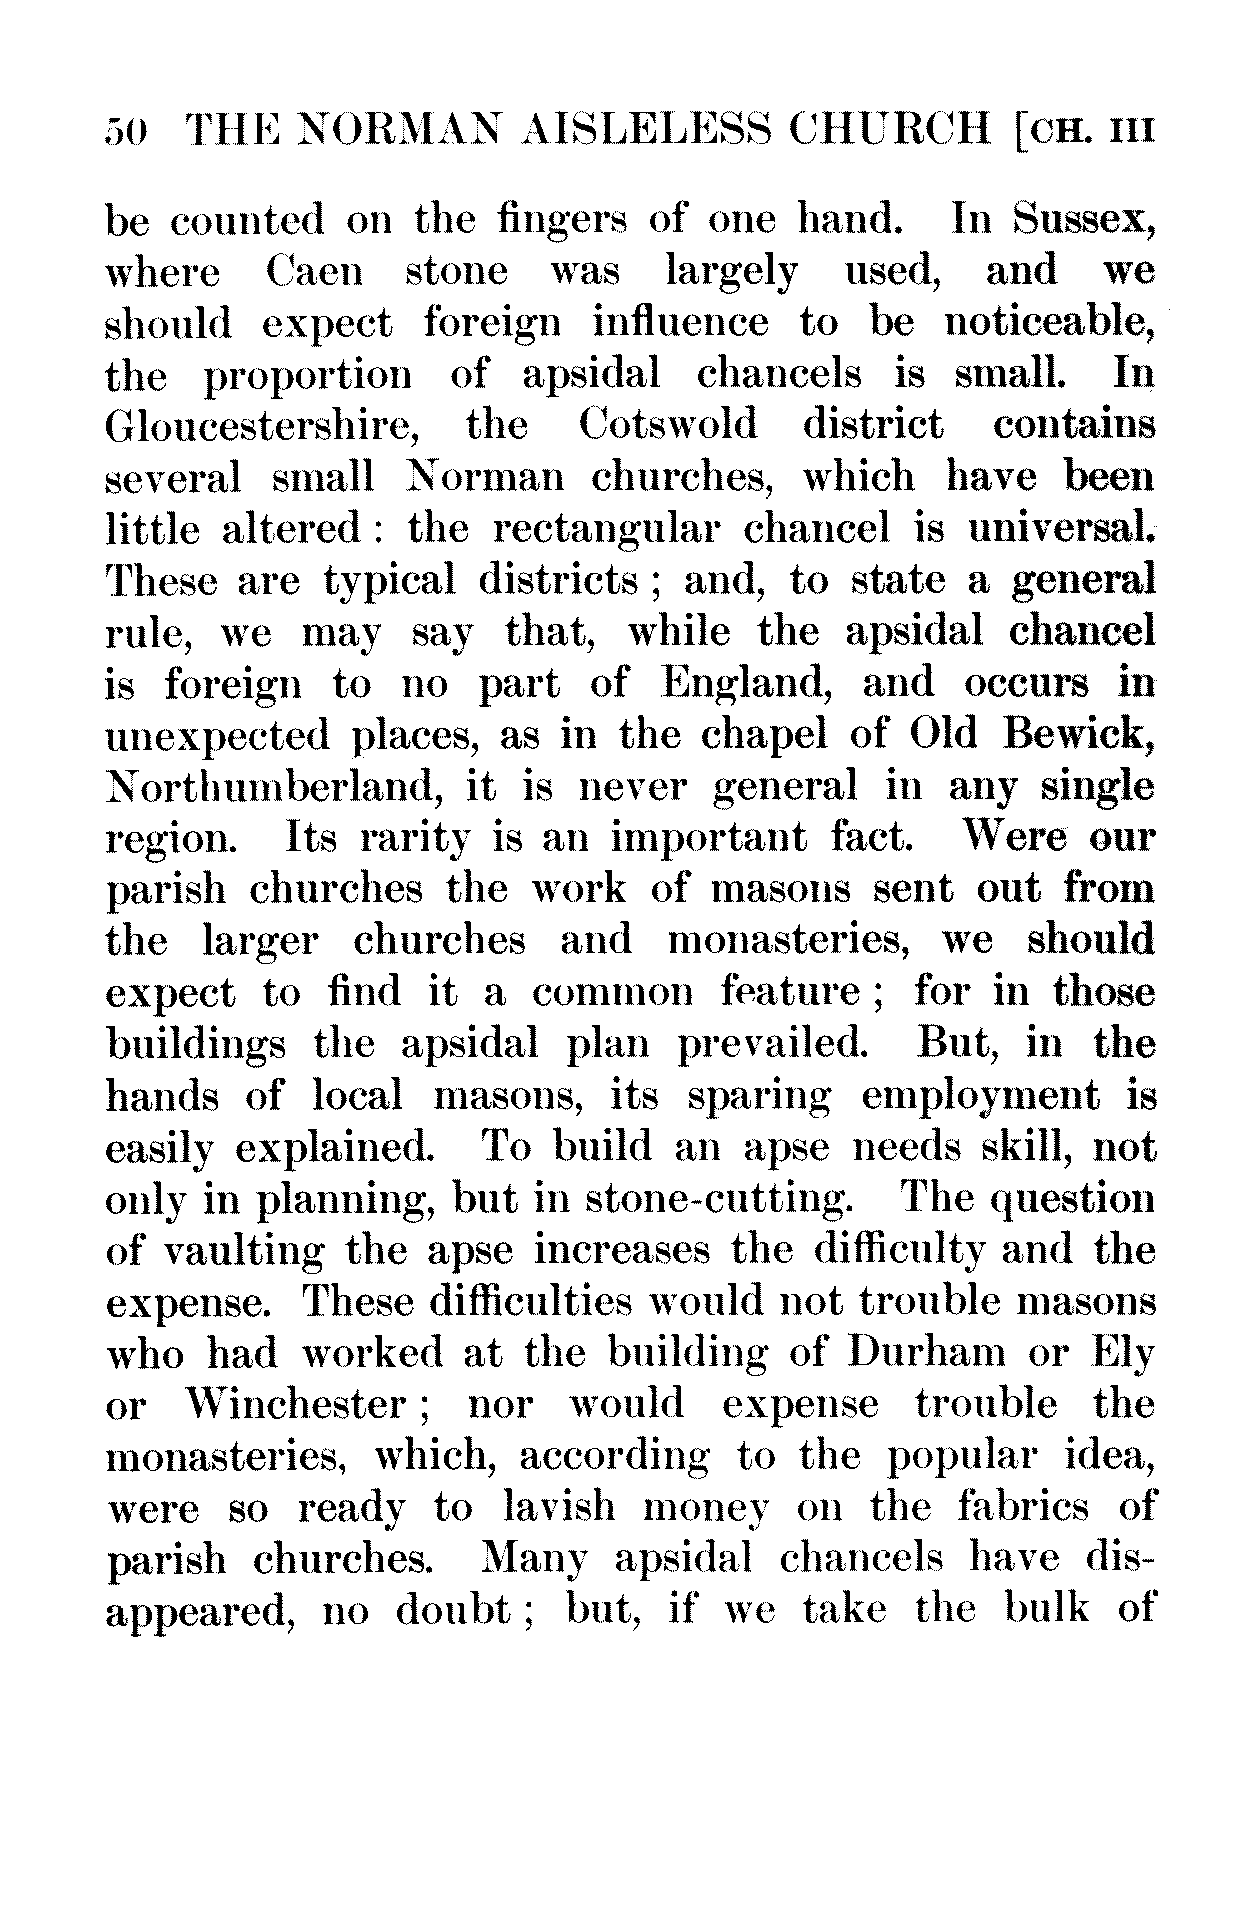 50 THE NORMAN AISLELESS CHURCH [CH. III
be counted on the fingers of one hand. In Sussex,
where Caen stone was largely used, and we
should expect foreign influence to be noticeable,
the proportion of apsidal chancels is small. In
Gloucestershire, the Cotswold district contains
several small Norman churches, which have been
little altered : the rectangular chancel is universal.
These are typical districts ; and, to state a general
rule, we may say that, while the apsidal chancel
is foreign to no part of England, and occurs in
unexpected places, as in the chapel of Old Bewick,
Northumberland, it is never general in any single
region. Its rarity is an important fact. Were our
parish churches the work of masons sent out from
the larger churches and monasteries, we should
expect to find it a common feature ; for in those
buildings the apsidal plan prevailed. But, in the
hands of local masons, its sparing employment is
easily explained. To build an apse needs skill, not
only in planning, but in stone-cutting. The question
of vaulting the apse increases the difficulty and the
expense. These difficulties would not trouble masons
who had worked at the building of Durham or Ely
or Winchester ; nor would expense trouble the
monasteries, which, according to the popular idea,
were so ready to lavish money on the fabrics of
parish churches. Many apsidal chancels have dis-
appeared, no doubt ; but, if we take the bulk of